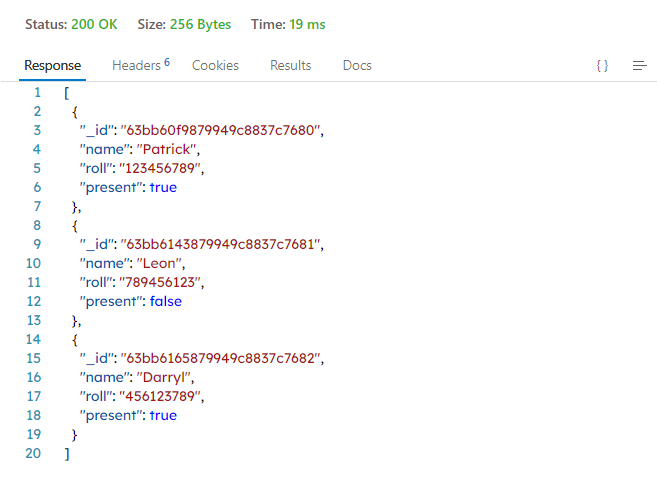 Status: 200 OK Size: 256 Bytes Time: 19 ms
Response Headers 6 Cookies Results Docs { }
1 [
2 {
3 "_id": "63bb60f9879949c8837c7680",
4 "name": "Patrick",
5 "roll": "123456789",
6 "present": true
7 },
8 {
9 "_id": "63bb6143879949c8837c7681",
10 "name": "Leon",
11 "roll": "789456123",
12 "present": false
13 },
14 {
15 "_id": "63bb6165879949c8837c7682",
16 "name": "Darryl",
17 "roll": "456123789",
18 "present": true
19 }
20 ]